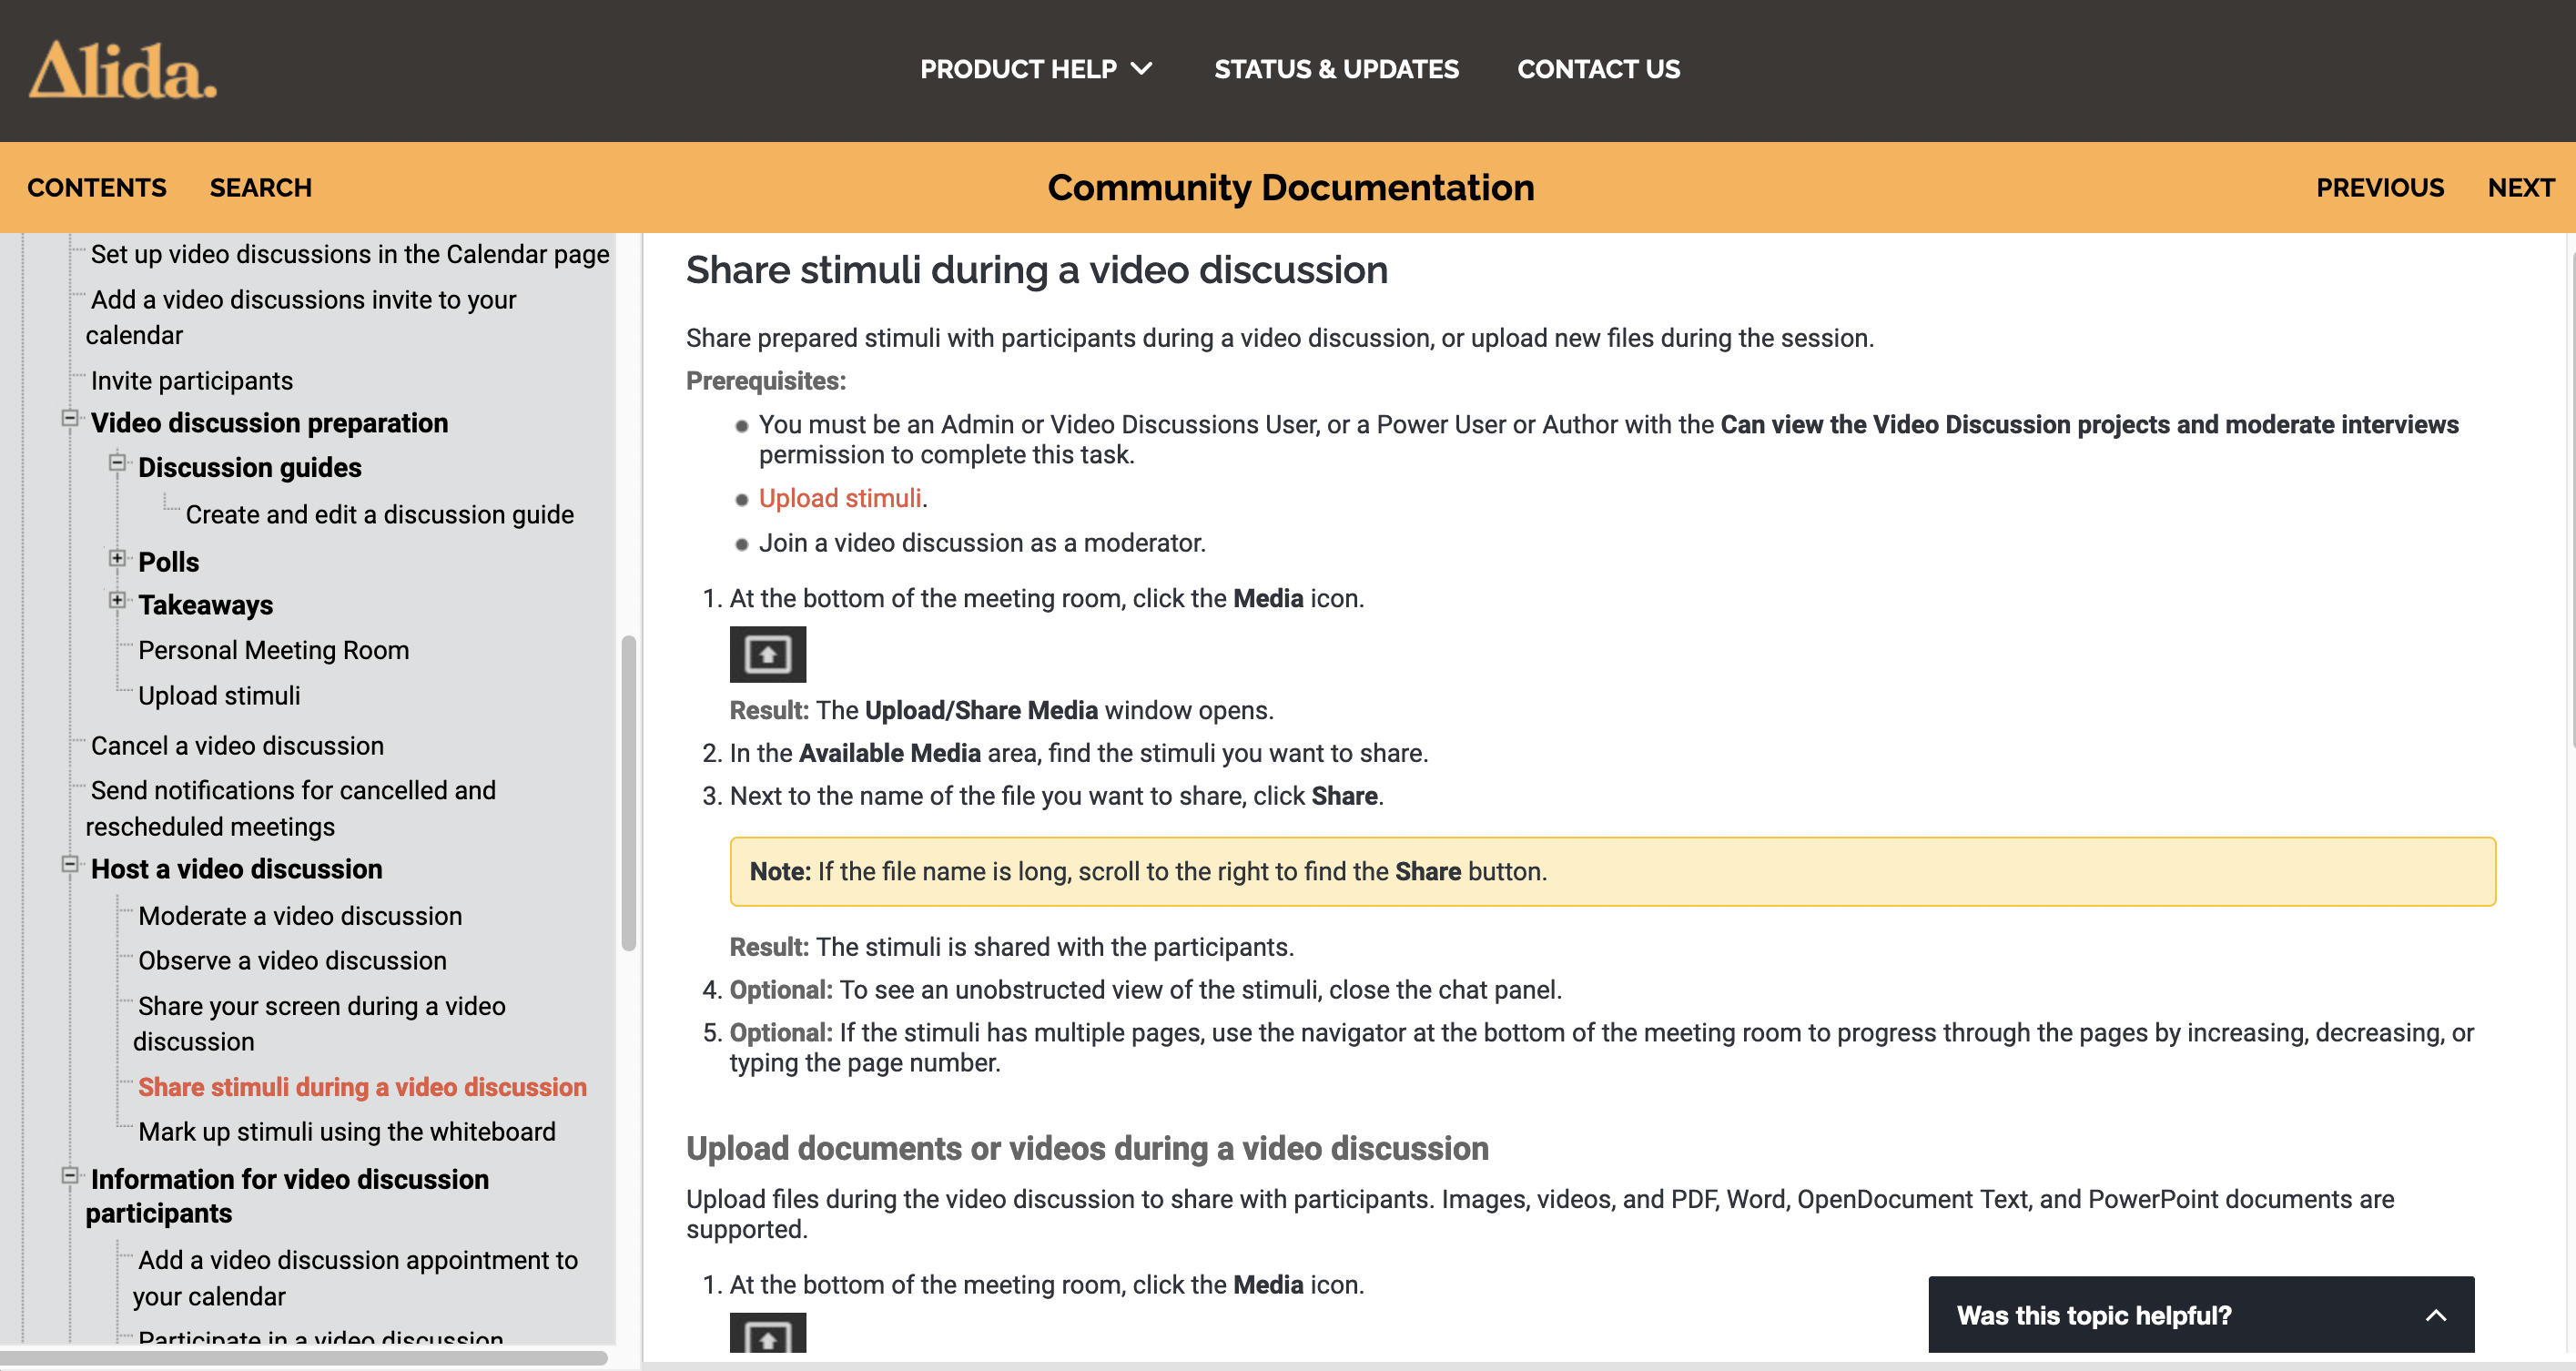 Alida.
PRODUCT HELP
STATUS & UPDATES
CONTACT US
CONTENTS
SEARCH
Community Documentation
PREVIOUS
NEXT
Set up video discussions in the Calendar page
Add a video discussions invite to your
calendar
Invite participants
Video discussion preparation
Discussion guides
Create and edit a discussion guide
Polls
Takeaways
Personal Meeting Room
Upload stimuli
Cancel a video discussion
Send notifications for cancelled and
rescheduled meetings
Host a video discussion
Moderate a video discussion
Observe a video discussion
Share your screen during a video
discussion
Share stimuli during a video discussion
Mark up stimuli using the whiteboard
Information for video discussion
participants
Add a video discussion appointment to
your calendar
Participate in a video discussion
Share stimuli during a video discussion
Share prepared stimuli with participants during a video discussion, or upload new files during the session.
Prerequisites:
You must be an Admin or Video Discussions User, or a Power User or Author with the Can view the Video Discussion projects and moderate interviews
permission to complete this task.
Upload stimuli.
Join a video discussion as a moderator.
1. At the bottom of the meeting room, click the Media icon.
Result: The Upload/Share Media window opens.
2. In the Available Media area, find the stimuli you want to share.
3. Next to the name of the file you want to share, click Share.
Note: If the file name is long, scroll to the right to find the Share button.
Result: The stimuli is shared with the participants.
4. Optional: To see an unobstructed view of the stimuli, close the chat panel.
5. Optional: If the stimuli has multiple pages, use the navigator at the bottom of the meeting room to progress through the pages by increasing, decreasing, or
typing the page number.
Upload documents or videos during a video discussion
Upload files during the video discussion to share with participants. Images, videos, and PDF, Word, OpenDocument Text, and PowerPoint documents are
supported.
1. At the bottom of the meeting room, click the Media icon.
Was this topic helpful?